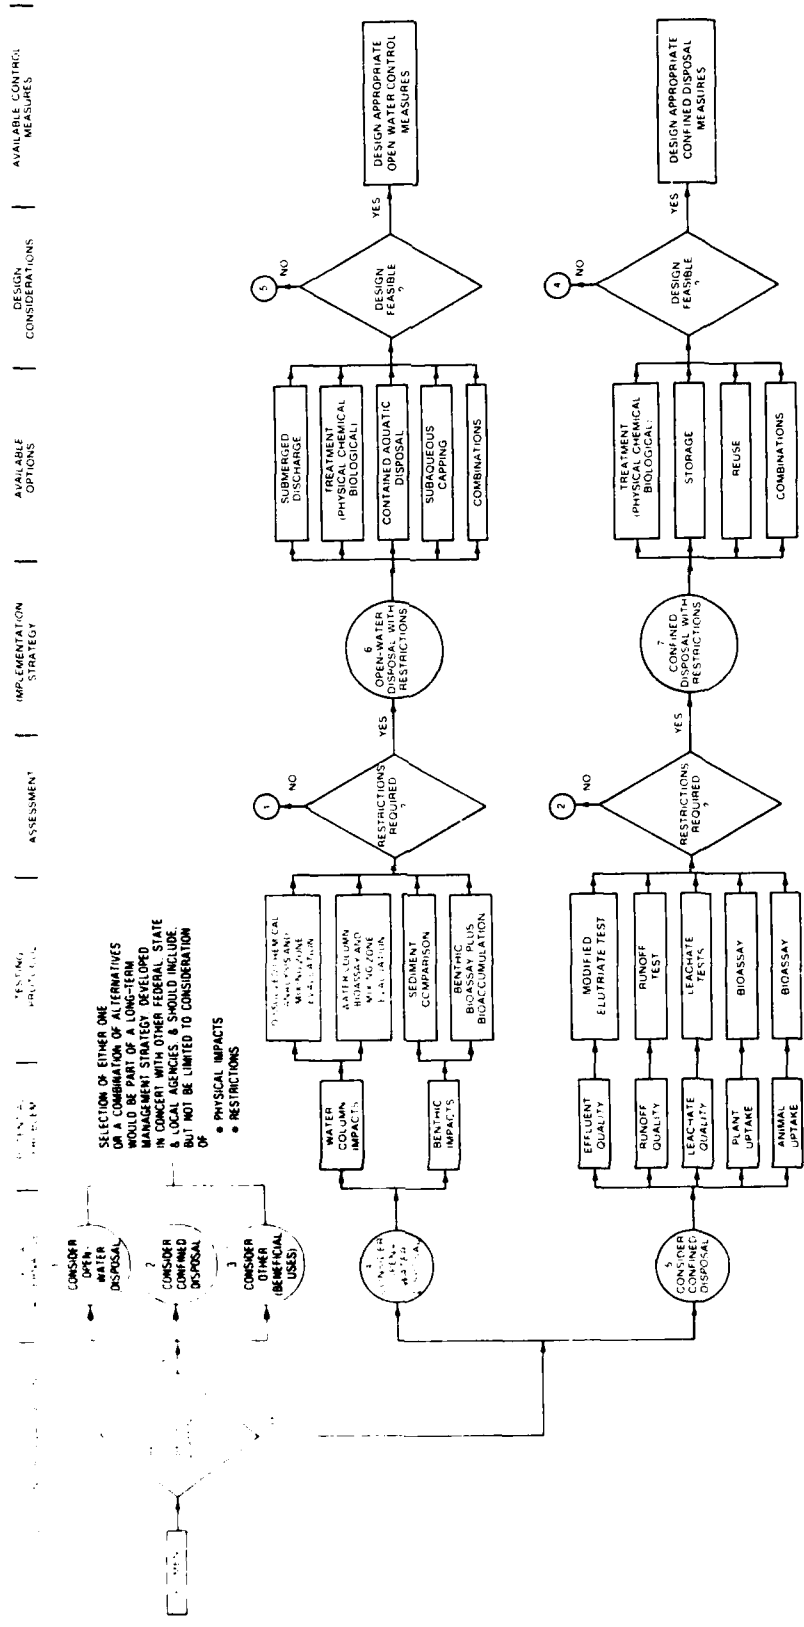 ASSESSMENT
IMPLEMENTATION
STRATEGY
AVAILABLE
OPTIONS
DESIGN
CONSIDERATIONS
AVAILABLE CONTROL
MEASURES
1
CONSIDER
OPEN-
WATER
DISPOSAL
2
CONSIDER
CONFINED
DISPOSAL
3
CONSIDER
OTHER
(BENEFICIAL
USES)
SELECTION OF EITHER ONE
OR A COMBINATION OF ALTERNATIVES
WOULD BE PART OF A LONG-TERM
MANAGEMENT STRATEGY DEVELOPED
IN CONCERT WITH OTHER FEDERAL, STATE
& LOCAL AGENCIES, & SHOULD INCLUDE,
BUT NOT BE LIMITED TO CONSIDERATION
OF
• PHYSICAL IMPACTS
• RESTRICTIONS
WATER
COLUMN
IMPACTS
BENTHIC
IMPACTS
ANALYSIS AND
MIXING ZONE
EVALUATION
WATER COLUMN
BIOASSAY AND
MIXING ZONE
EVALUATION
SEDIMENT
COMPARISON
BENTHIC
BIOASSAY PLUS
BIOACCUMULATION
RESTRICTIONS
REQUIRED
?
NO
1
YES
6
OPEN-WATER
DISPOSAL WITH
RESTRICTIONS
SUBMERGED
DISCHARGE
TREATMENT
(PHYSICAL CHEMICAL
BIOLOGICAL)
CONTAINED AQUATIC
DISPOSAL
SUBAQUEOUS
CAPPING
COMBINATIONS
DESIGN
FEASIBLE
?
NO
5
YES
DESIGN APPROPRIATE
OPEN WATER CONTROL
MEASURES
5
CONSIDER
CONFINED
DISPOSAL
EFFLUENT
QUALITY
RUNOFF
QUALITY
LEACHATE
QUALITY
PLANT
UPTAKE
ANIMAL
UPTAKE
MODIFIED
ELUTRIATE TEST
RUNOFF
TEST
LEACHATE
TESTS
BIOASSAY
BIOASSAY
RESTRICTIONS
REQUIRED
?
NO
2
YES
7
CONFINED
DISPOSAL WITH
RESTRICTIONS
TREATMENT
(PHYSICAL CHEMICAL
BIOLOGICAL)
STORAGE
REUSE
COMBINATIONS
DESIGN
FEASIBLE
?
NO
4
YES
DESIGN APPROPRIATE
CONFINED DISPOSAL
MEASURES